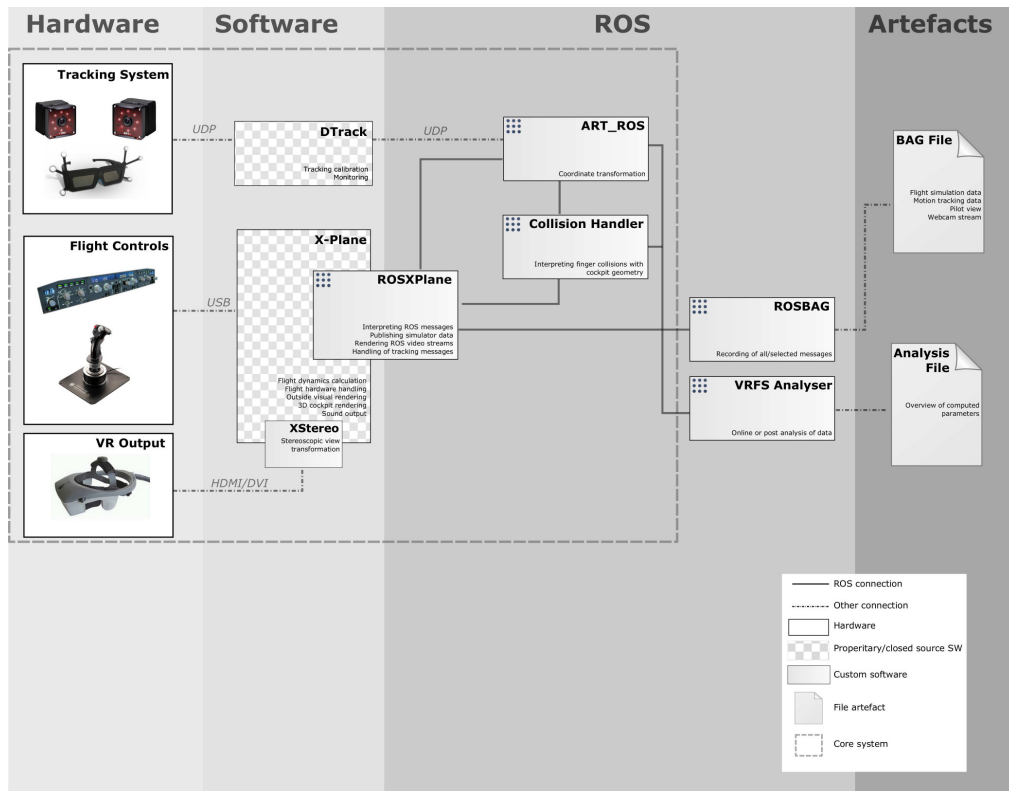 Hardware
Software
ROS
Artefacts
Tracking System
UDP
DTrack
Tracking calibration
Monitoring
UDP
ART_ROS
Coordinate transformation
BAG File
Flight simulation data
Motion tracking data
Pilot view
Webcam stream
Flight Controls
USB
X-Plane
ROSXPlane
Interpreting ROS messages
Publishing simulator data
Rendering ROS video streams
Handling of tracking messages
Flight dynamics calculation
Flight hardware handling
Outside visual rendering
3D cockpit rendering
Sound output
Collision Handler
Interpreting finger collisions with
cockpit geometry
ROSBAG
Recording of all/selected messages
VRFS Analyser
Online or post analysis of data
Analysis
File
Overview of computed
parameters
XStereo
Stereoscopic view
transformation
VR Output
HDMI/DVI
ROS connection
Other connection
Hardware
Properitary/closed source SW
Custom software
File artefact
Core system